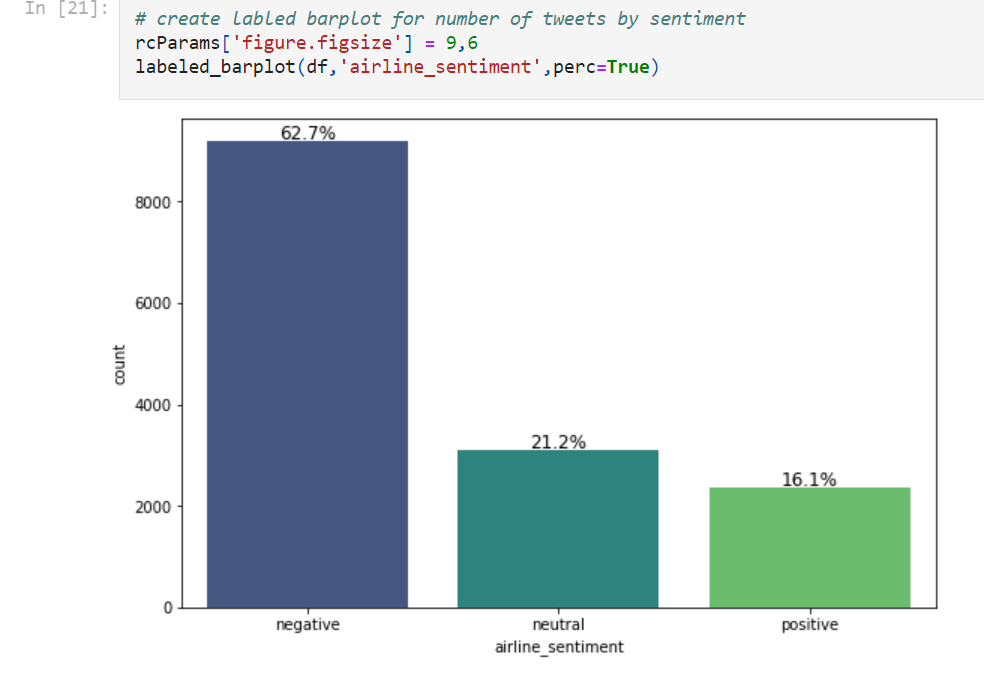 In [21]:
# create labled barplot for number of tweets by sentiment
rcParams['figure.figsize'] = 9,6
labeled_barplot(df,'airline_sentiment',perc=True)
62.7%
21.2%
16.1%
8000
6000
4000
2000
0
count
negative
neutral
positive
airline_sentiment